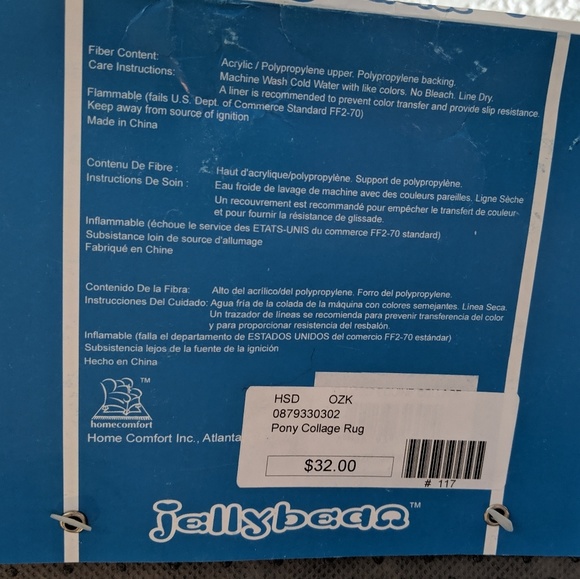 Fiber Content: Acrylic / Polypropylene upper. Polypropylene backing.
Care Instructions: Machine Wash Cold Water with like colors. No Bleach. Line Dry.
A liner is recommended to prevent color transfer and provide slip resistance.
Flammable (fails U.S. Dept. of Commerce Standard FF2-70)
Keep away from source of ignition
Made in China
Contenu De Fibre : Haut d'acrylique/polypropylène. Support de polypropylène.
Instructions De Soin : Eau froide de lavage de machine avec des couleurs pareilles. Ligne Sèche
Un recouvrement est recommandé pour empêcher le transfert de couleur
et pour fournir la résistance de glissade.
Inflammable (échoue le service des ETATS-UNIS du commerce FF2-70 standard)
Subsistance loin de source d'allumage
Fabriqué en Chine
Contenido De la Fibra: Alto del acrílico/del polypropylene. Forro del polypropylene.
Instrucciones Del Cuidado: Agua fria de la colada de la máquina con colores semejantes. Línea Seca.
Un trazador de líneas se recomienda para prevenir transferencia del color
y para proporcionar resistencia del resbalón.
Inflamable (falla el departamento de ESTADOS UNIDOS del comercio FF2-70 estándar)
Subsistencia lejos de la fuente de la ignición
Hecho en China
TM
homecomfort
Home Comfort Inc., Atlanta
HSD OZK
0879330302
Pony Collage Rug
$32.00
# 117
jellybean™